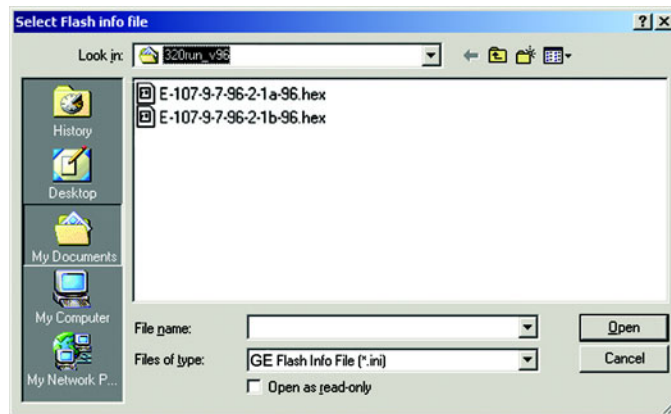 Select Flash info file
Look in: 320run_v96
History
Desktop
My Documents
My Computer
My Network P...
E-107-9-7-96-2-1a-96.hex
E-107-9-7-96-2-1b-96.hex
File name:
Open
Files of type: GE Flash Info File (*.ini)
Cancel
Open as read-only